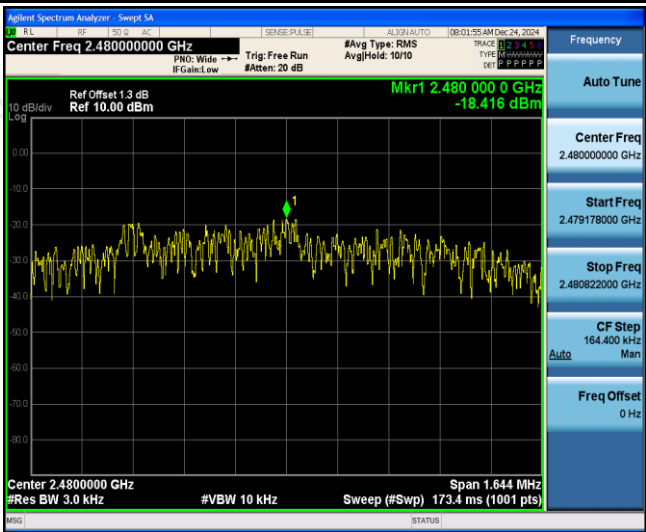 Agilent Spectrum Analyzer - Swept SA
RL RF 50 Ω AC SENSE:PULSE ALIGN AUTO 08:01:55 AM Dec 24, 2024
Center Freq 2.480000000 GHz #Avg Type: RMS TRACE 1 2 3 4 5 6 Frequency
PNO: Wide Trig: Free Run Avg|Hold: 10/10 TYPE M
IFGain:Low #Atten: 20 dB DET P P P P P P
Auto Tune
Mkr1 2.480 000 0 GHz
Ref Offset 1.3 dB
10 dB/div Ref 10.00 dBm -18.416 dBm
Log
Center Freq
2.480000000 GHz
0.00
-10.0
1
Start Freq
2.479178000 GHz
-20.0
-30.0
Stop Freq
2.480822000 GHz
-40.0
-50.0
CF Step
164.400 kHz
Auto Man
-60.0
-70.0
Freq Offset
0 Hz
-80.0
Center 2.4800000 GHz Span 1.644 MHz
#Res BW 3.0 kHz #VBW 10 kHz Sweep (#Swp) 173.4 ms (1001 pts)
MSG STATUS